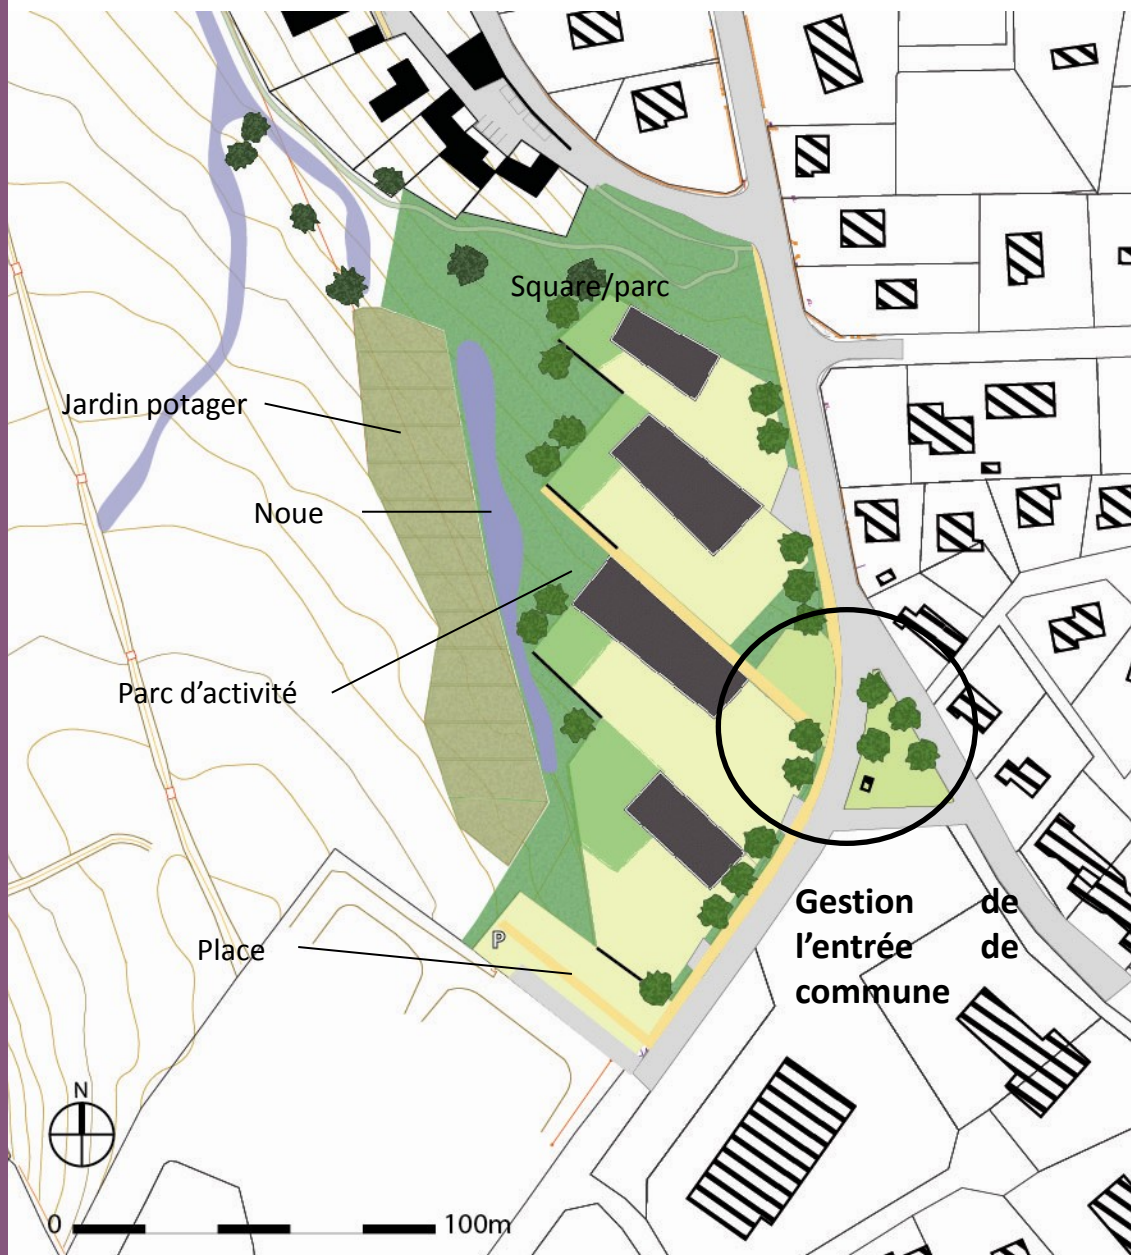 Square/parc
Jardin potager
Noue
Parc d'activité
Gestion de
l'entrée de
commune
Place
P
N
0 100m